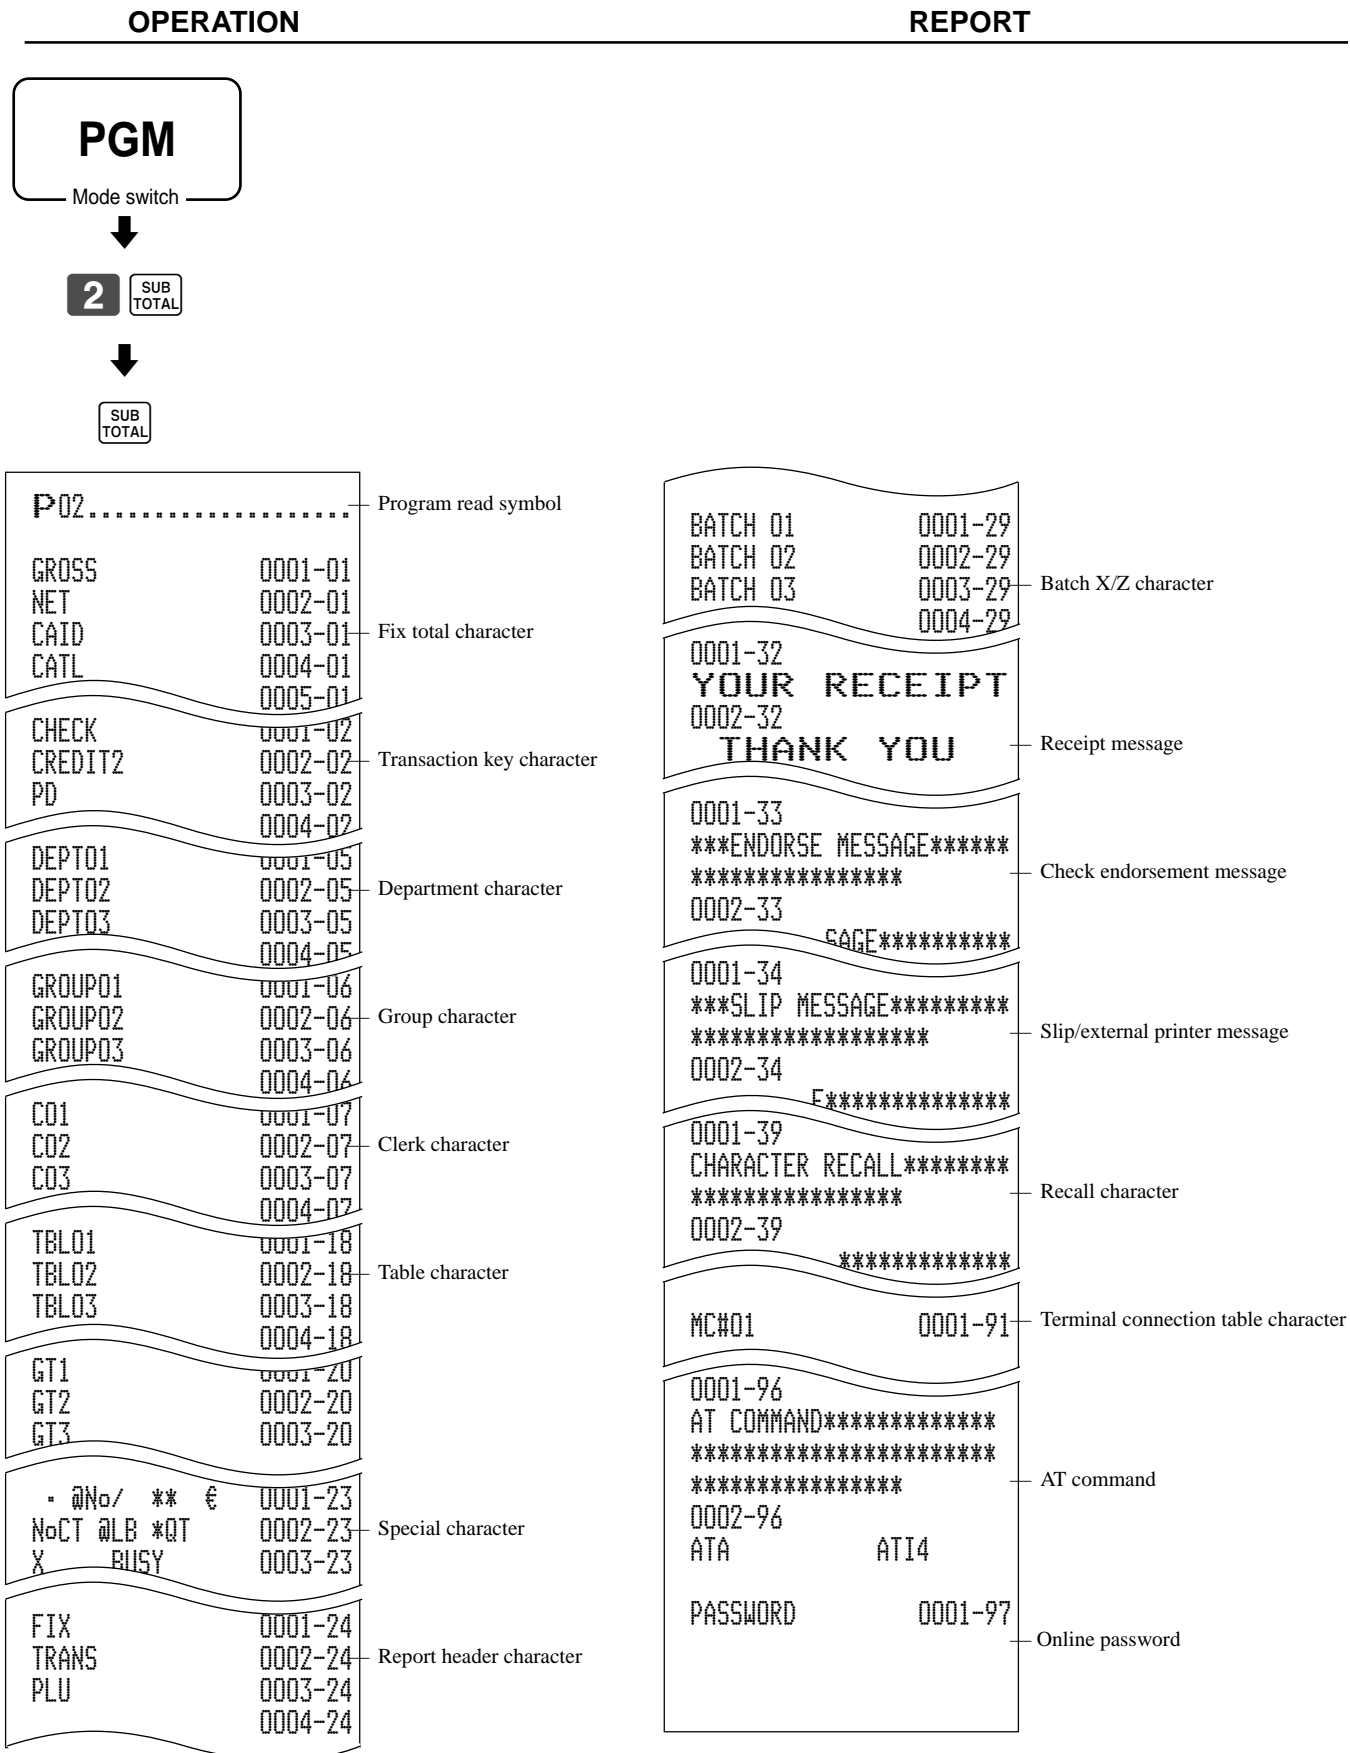 OPERATION
REPORT
PGM
Mode switch
2 SUB TOTAL
SUB TOTAL
P02.................... Program read symbol
GROSS 0001-01
NET 0002-01
CAID 0003-01 Fix total character
CATL 0004-01
0005-01
CHECK 0001-02
CREDIT2 0002-02 Transaction key character
PD 0003-02
0004-02
DEPT01 0001-05
DEPT02 0002-05 Department character
DEPT03 0003-05
0004-05
GROUP01 0001-06
GROUP02 0002-06 Group character
GROUP03 0003-06
0004-06
C01 0001-07
C02 0002-07 Clerk character
C03 0003-07
0004-07
TBL01 0001-18
TBL02 0002-18 Table character
TBL03 0003-18
0004-18
GT1 0001-20
GT2 0002-20
GT3 0003-20
. @No/ ** € 0001-23
NoCT @LB *QT 0002-23 Special character
X BUSY 0003-23
FIX 0001-24
TRANS 0002-24 Report header character
PLU 0003-24
0004-24
BATCH 01 0001-29
BATCH 02 0002-29
BATCH 03 0003-29 Batch X/Z character
0004-29
0001-32
YOUR RECEIPT
0002-32
THANK YOU Receipt message
0001-33
***ENDORSE MESSAGE******
**************** Check endorsement message
0002-33
SAGE**********
0001-34
***SLIP MESSAGE*********
****************** Slip/external printer message
0002-34
E**************
0001-39
CHARACTER RECALL********
**************** Recall character
0002-39
*************
MC#01 0001-91 Terminal connection table character
0001-96
AT COMMAND*************
***********************
**************** AT command
0002-96
ATA ATI4
PASSWORD 0001-97
Online password